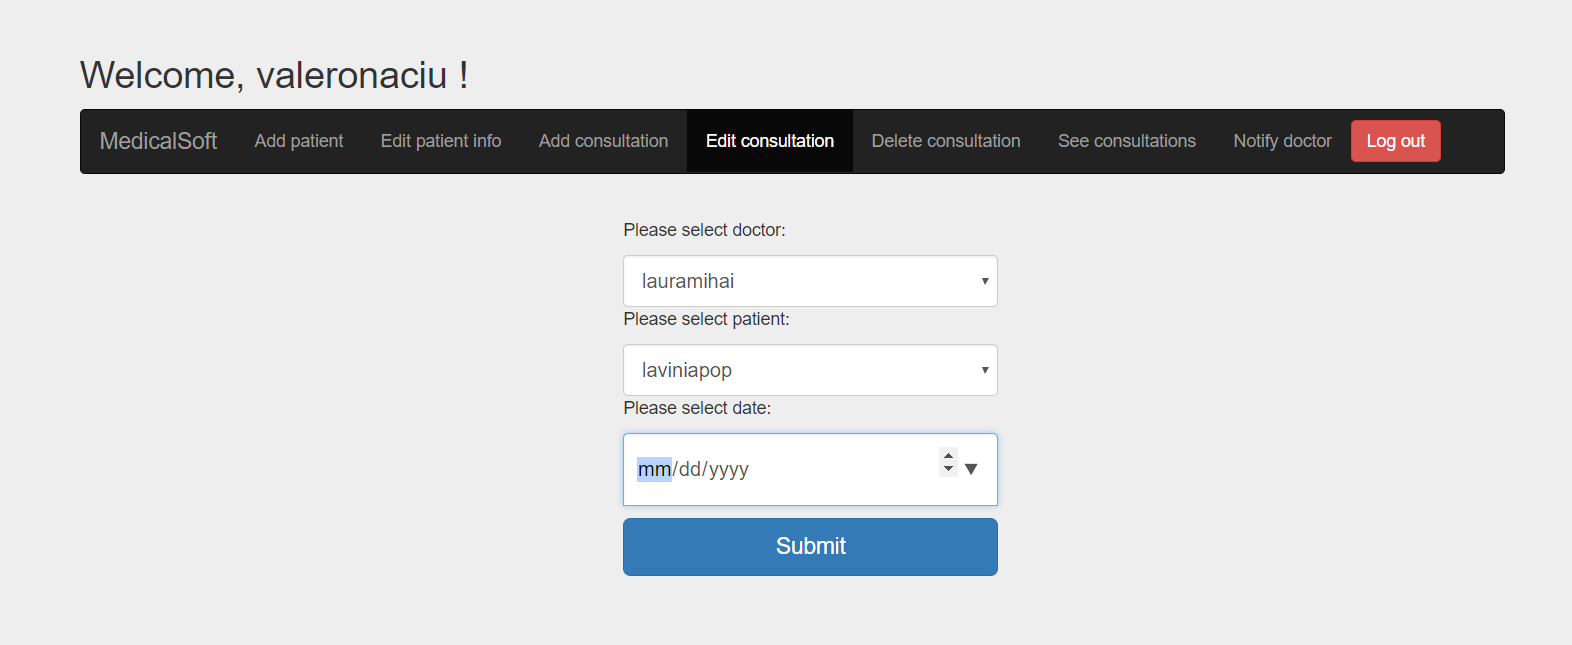 Welcome, valeronaciu !
MedicalSoft Add patient Edit patient info Add consultation Edit consultation Delete consultation See consultations Notify doctor Log out
Please select doctor:
lauramihai
Please select patient:
laviniapop
Please select date:
mm/dd/yyyy
Submit